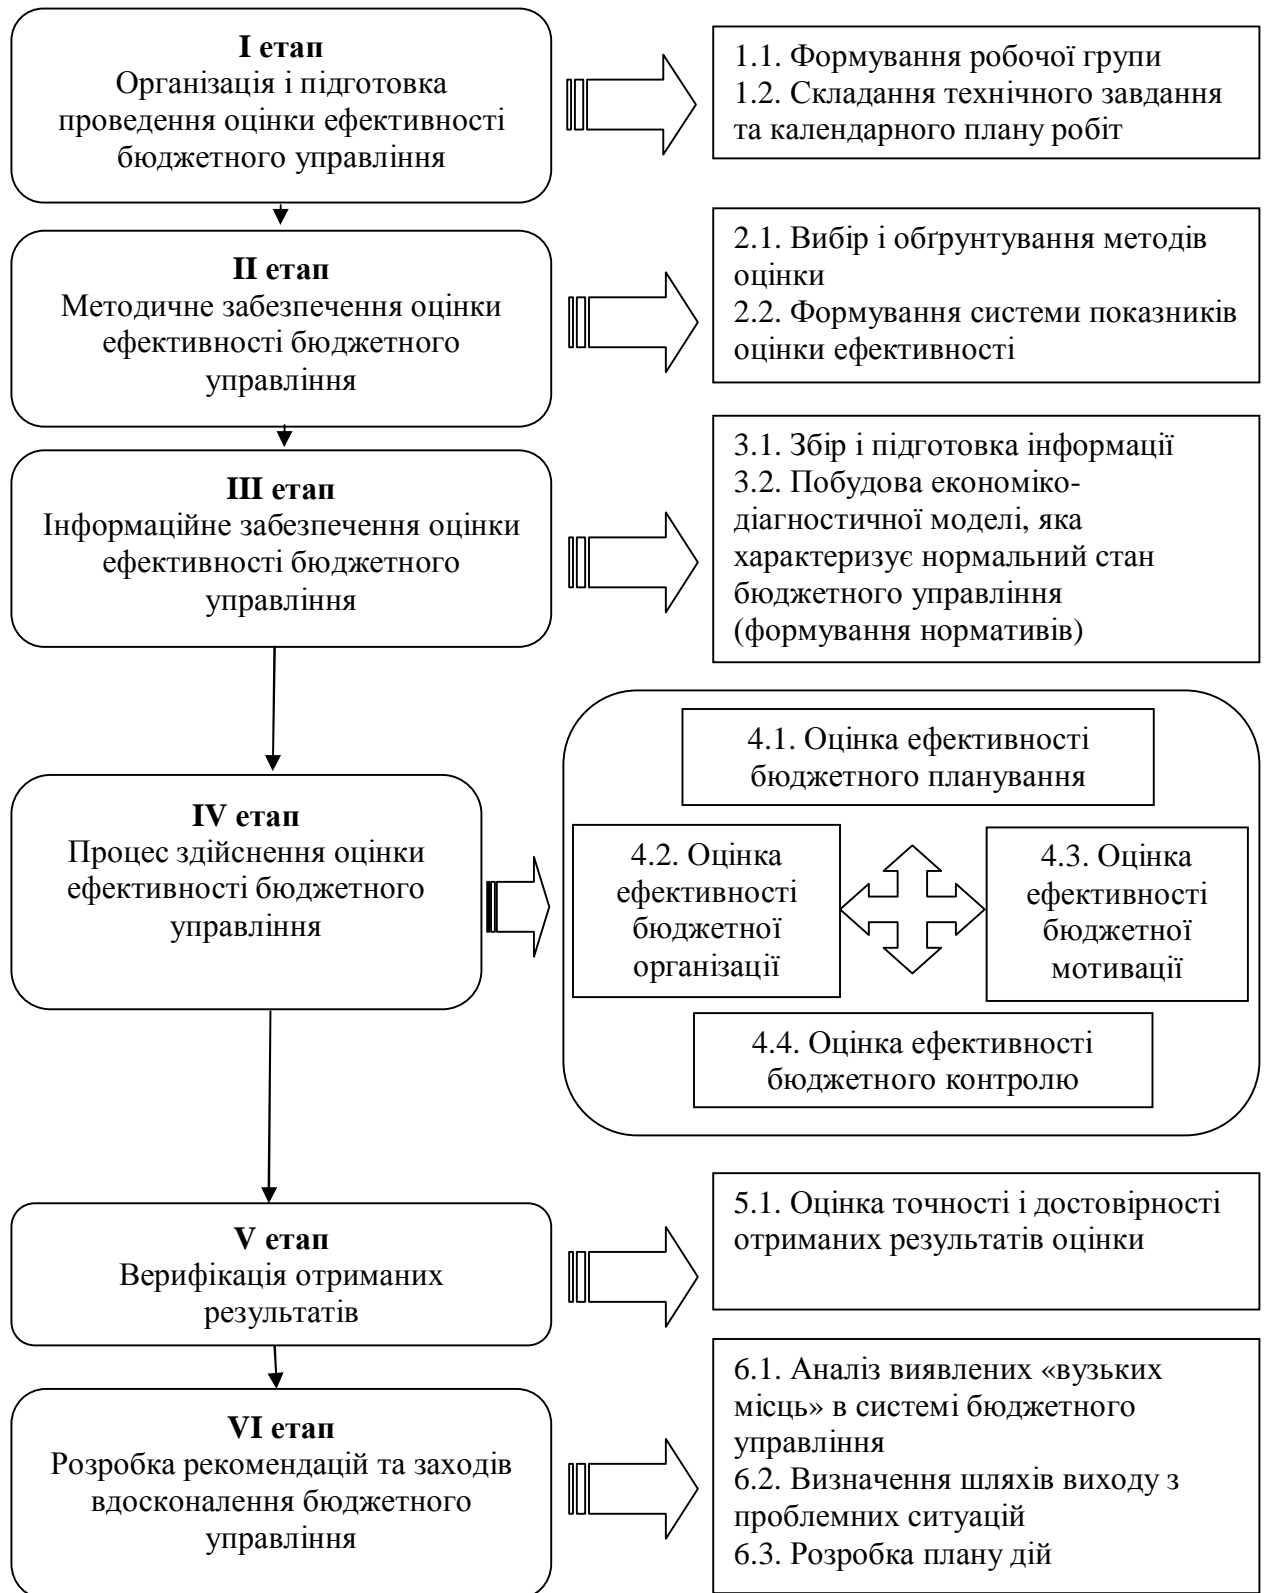 I етап
Організація і підготовка
проведення оцінки ефективності
бюджетного управління
1.1. Формування робочої групи
1.2. Складання технічного завдання
та календарного плану робіт
II етап
Методичне забезпечення оцінки
ефективності бюджетного
управління
2.1. Вибір і обґрунтування методів
оцінки
2.2. Формування системи показників
оцінки ефективності
III етап
Інформаційне забезпечення оцінки
ефективності бюджетного
управління
3.1. Збір і підготовка інформації
3.2. Побудова економіко-
діагностичної моделі, яка
характеризує нормальний стан
бюджетного управління
(формування нормативів)
IV етап
Процес здійснення оцінки
ефективності бюджетного
управління
4.1. Оцінка ефективності
бюджетного планування
4.2. Оцінка
ефективності
бюджетної
організації
4.3. Оцінка
ефективності
бюджетної
мотивації
4.4. Оцінка ефективності
бюджетного контролю
V етап
Верифікація отриманих
результатів
5.1. Оцінка точності і достовірності
отриманих результатів оцінки
VI етап
Розробка рекомендацій та заходів
вдосконалення бюджетного
управління
6.1. Аналіз виявлених «вузьких
місць» в системі бюджетного
управління
6.2. Визначення шляхів виходу з
проблемних ситуацій
6.3. Розробка плану дій